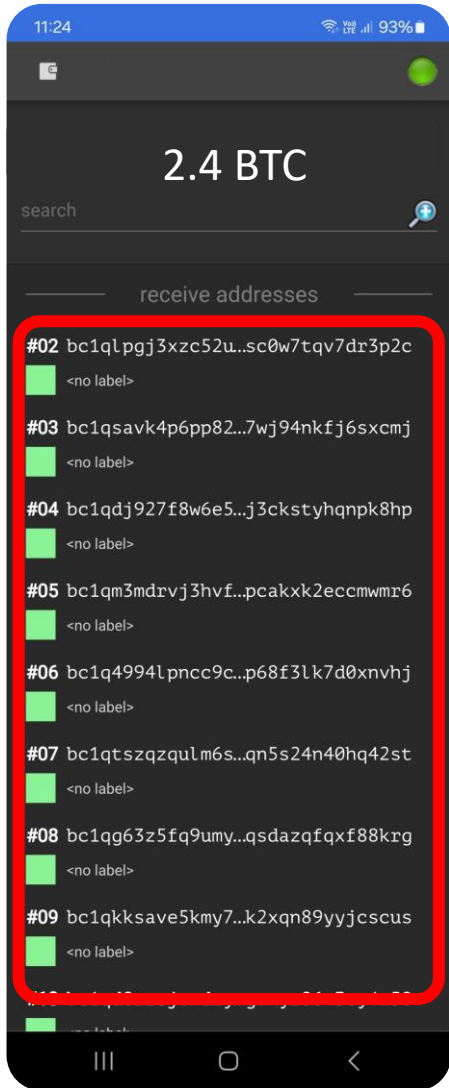 11:24
Vo)) LTE 93%
2.4 BTC
search
receive addresses
#02 bc1qlpgj3xzc52u…sc0w7tqv7dr3p2c
<no label>
#03 bc1qsavk4p6pp82…7wj94nkfj6sxcmj
<no label>
#04 bc1qdj927f8w6e5…j3ckstyhqnpk8hp
<no label>
#05 bc1qm3mdrvj3hvf…pcakxk2eccmwmr6
<no label>
#06 bc1q4994lpncc9c…p68f3lk7d0xnvhj
<no label>
#07 bc1qtszqzqulm6s…qn5s24n40hq42st
<no label>
#08 bc1qg63z5fq9umy…qsdazqfqxf88krg
<no label>
#09 bc1qkksave5kmy7…k2xqn89yyjcscus
<no label>